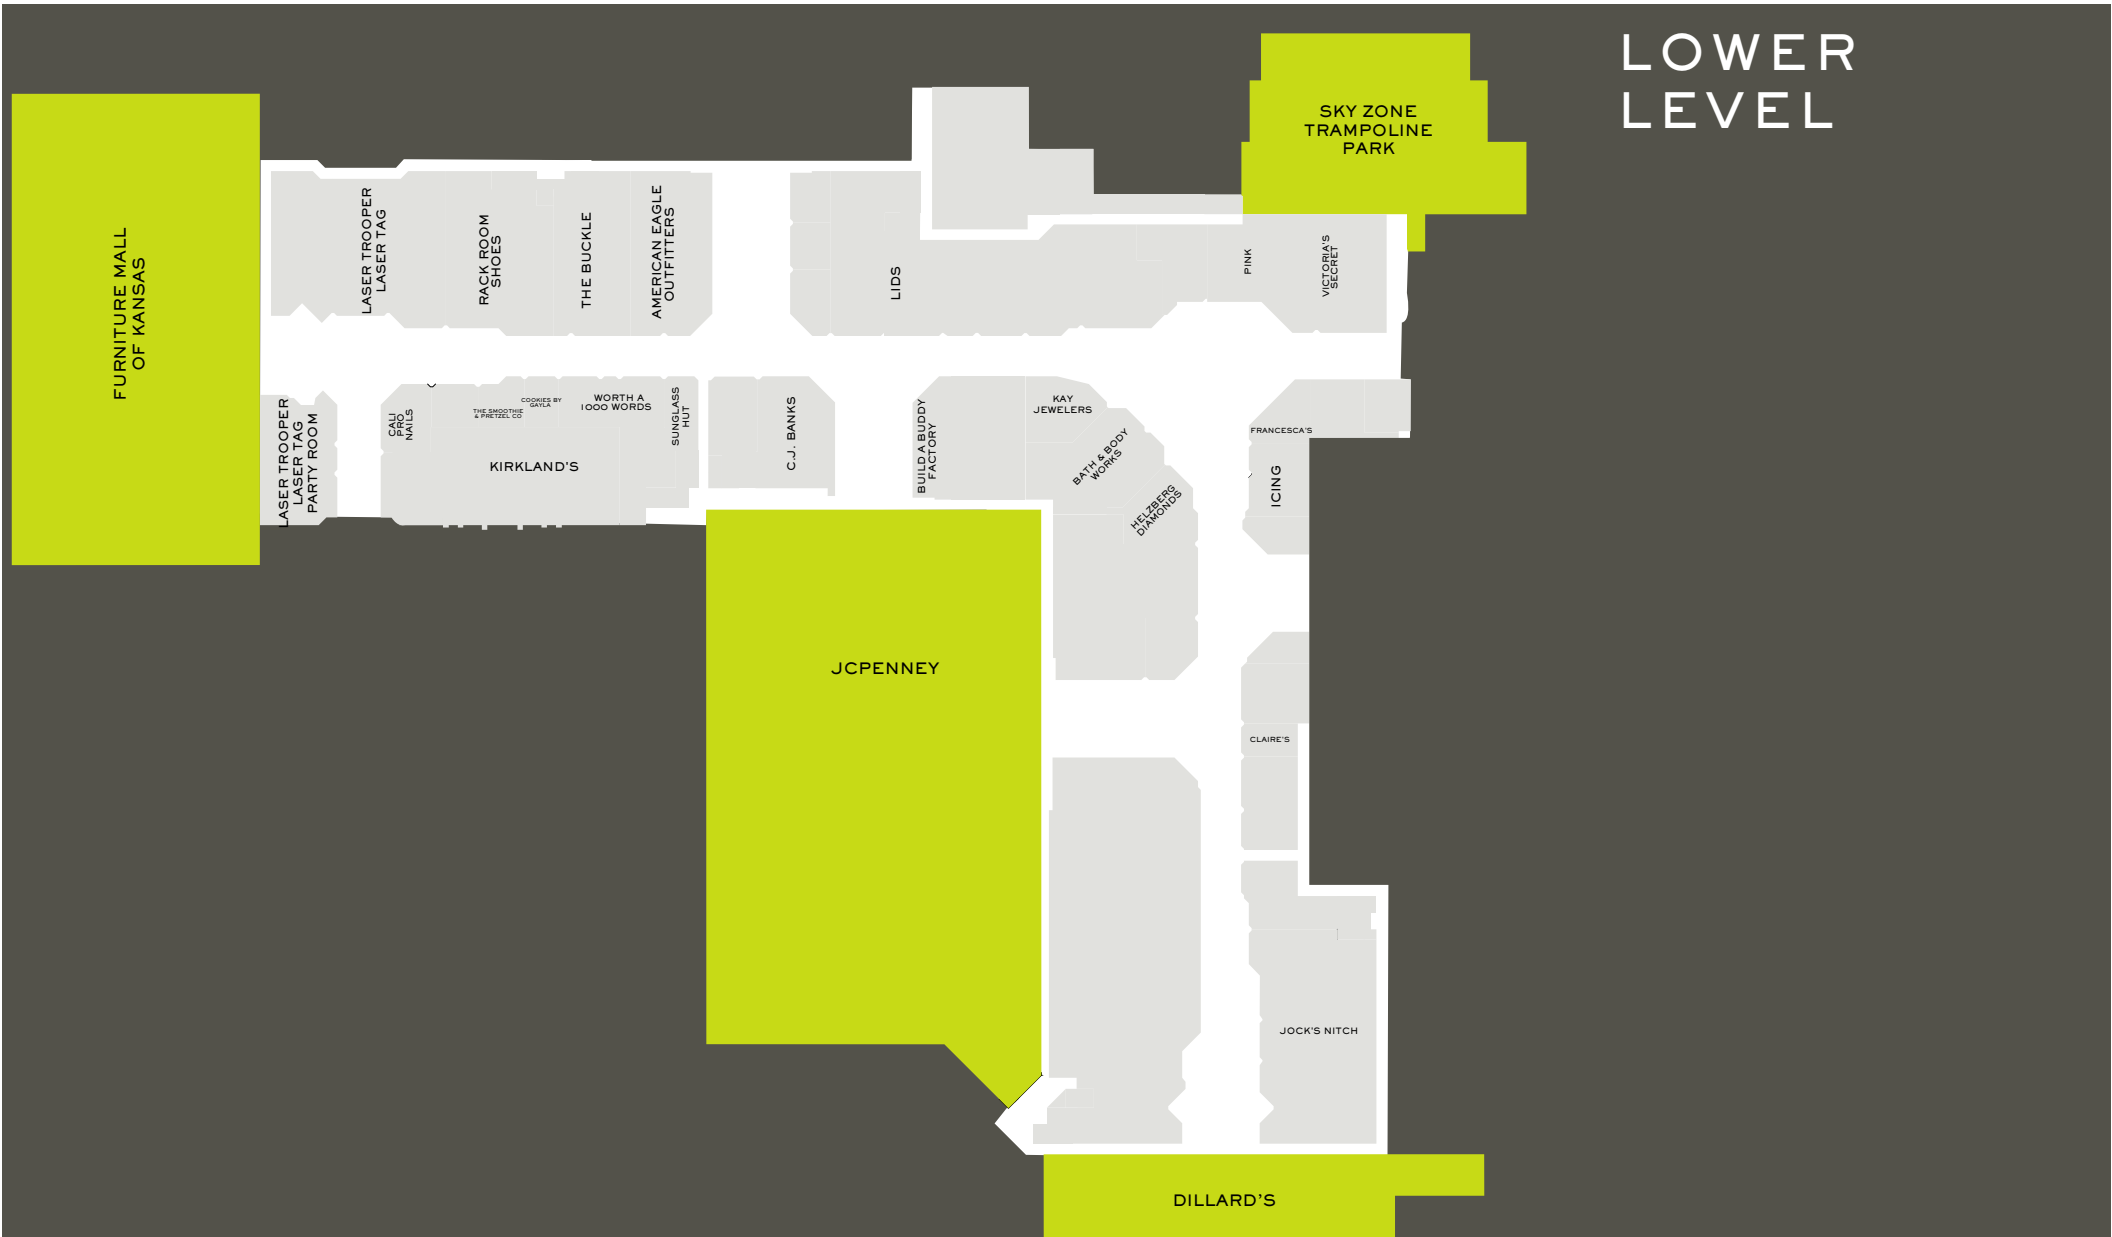 LOWER
LEVEL
SKY ZONE
TRAMPOLINE
PARK
FURNITURE MALL
OF KANSAS
LASER TROOPER
LASER TAG
RACK ROOM
SHOES
THE BUCKLE
AMERICAN EAGLE
OUTFITTERS
LIDS
PINK
VICTORIA'S
SECRET
LASER TROOPER
LASER TAG
PARTY ROOM
CALI
PRO
NAILS
THE SMOOTHIE
& PRETZEL CO
COOKIES BY
GAYLA
WORTH A
1000 WORDS
SUNGLASS
HUT
KIRKLAND'S
C.J. BANKS
BUILD A BUDDY
FACTORY
KAY
JEWELERS
BATH & BODY
WORKS
HELZBERG
DIAMONDS
FRANCESCA'S
ICING
JCPENNEY
CLAIRE'S
JOCK'S NITCH
DILLARD'S